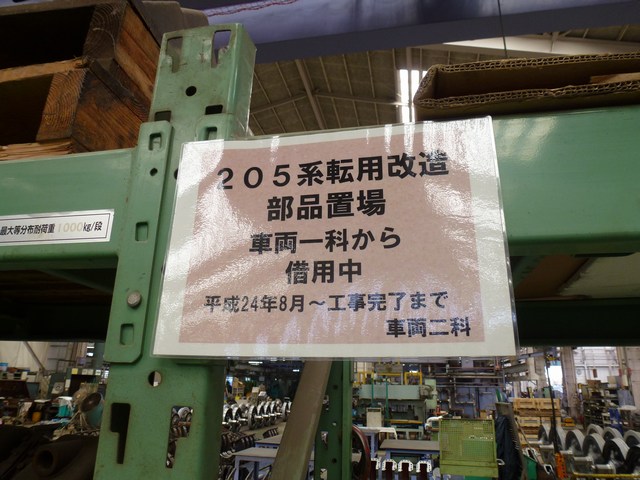 205系転用改造
部品置場
車両一科から
借用中
平成24年8月〜工事完了まで
車両二科
最大等分布耐荷重 1000kg/段